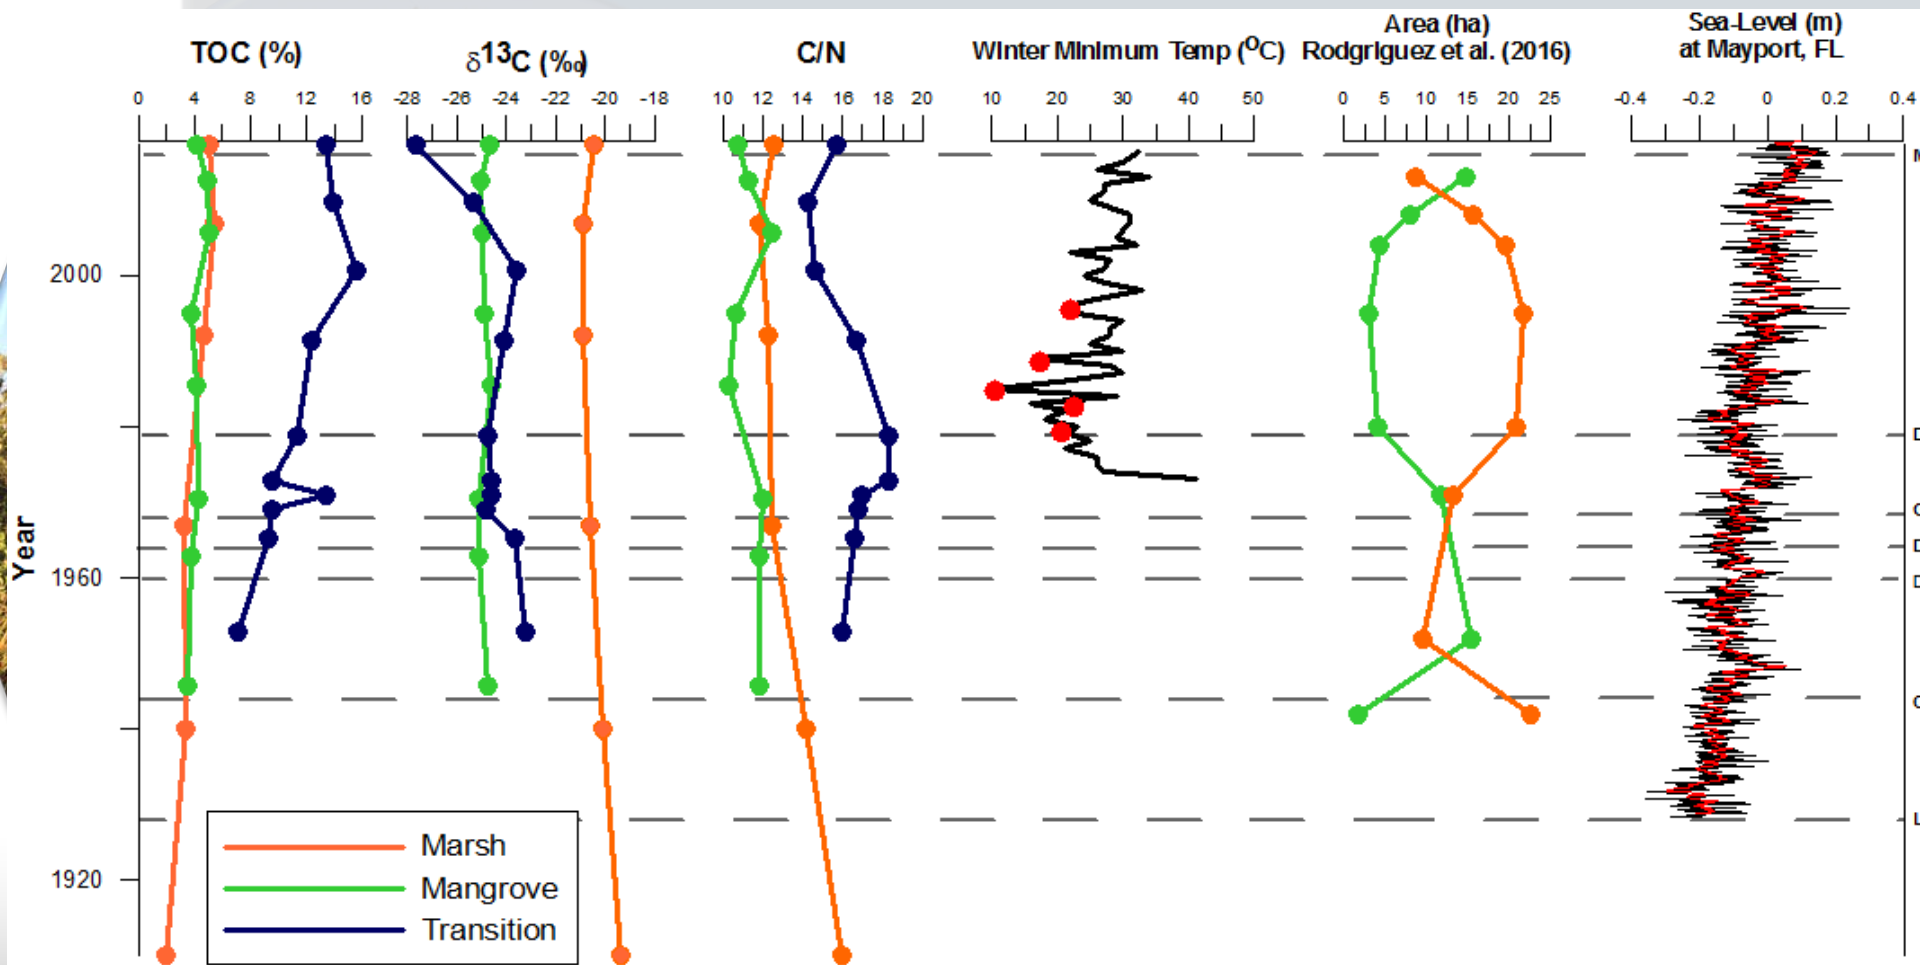 TOC (%)
δ13C (‰)
C/N
Winter Minimum Temp (OC)
Area (ha)
Rodgriguez et al. (2016)
Sea-Level (m)
at Mayport, FL
0 4 8 12 16
-28 -26 -24 -22 -20 -18
10 12 14 16 18 20
10 20 30 40 50
0 5 10 15 20 25
-0.4 -0.2 0 0.2 0.4
2000
1960
1920
Year
Marsh
Mangrove
Transition